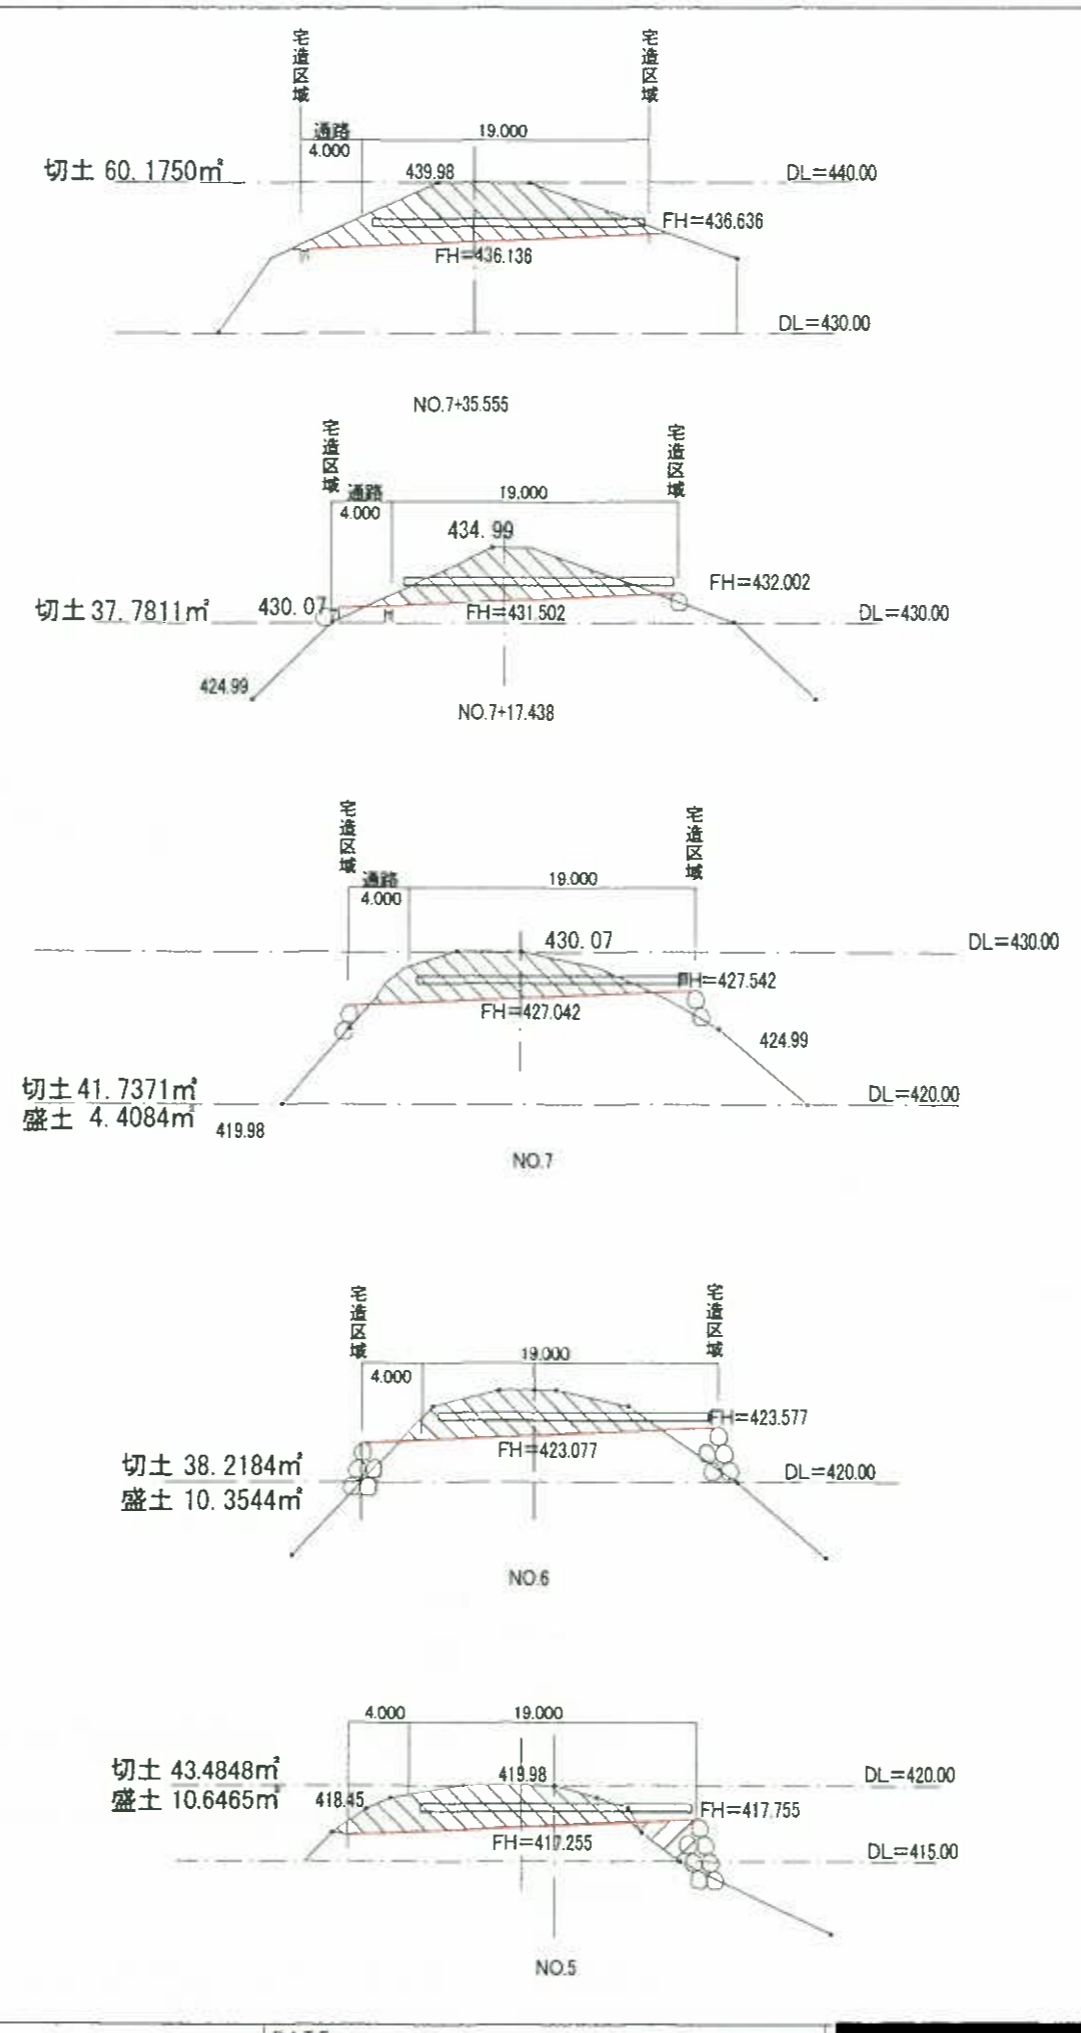 宅造区域
宅造区域
通路
19.000
4.000
切土 60.1750㎡
439.98
DL=440.00
FH=436.636
FH=436.136
DL=430.00
NO.7+35.555
宅造区域
宅造区域
通路
19.000
4.000
434.99
FH=432.002
切土 37.7811㎡
430.07
FH=431.502
DL=430.00
424.99
NO.7+17.438
宅造区域
宅造区域
通路
19.000
4.000
430.07
DL=430.00
FH=427.542
FH=427.042
424.99
切土 41.7371㎡
盛土 4.4084㎡
419.98
DL=420.00
NO.7
宅造区域
宅造区域
19.000
4.000
FH=423.577
FH=423.077
切土 38.2184㎡
盛土 10.3544㎡
DL=420.00
NO.6
4.000
19.000
切土 43.4848㎡
盛土 10.6465㎡
419.98
DL=420.00
418.45
FH=417.755
FH=417.255
DL=415.00
NO.5